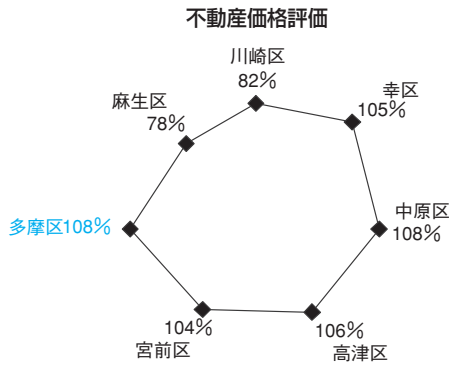 不動産価格評価
川崎区
82%
幸区
105%
中原区
108%
106%
高津区
104%
宮前区
多摩区108%
麻生区
78%